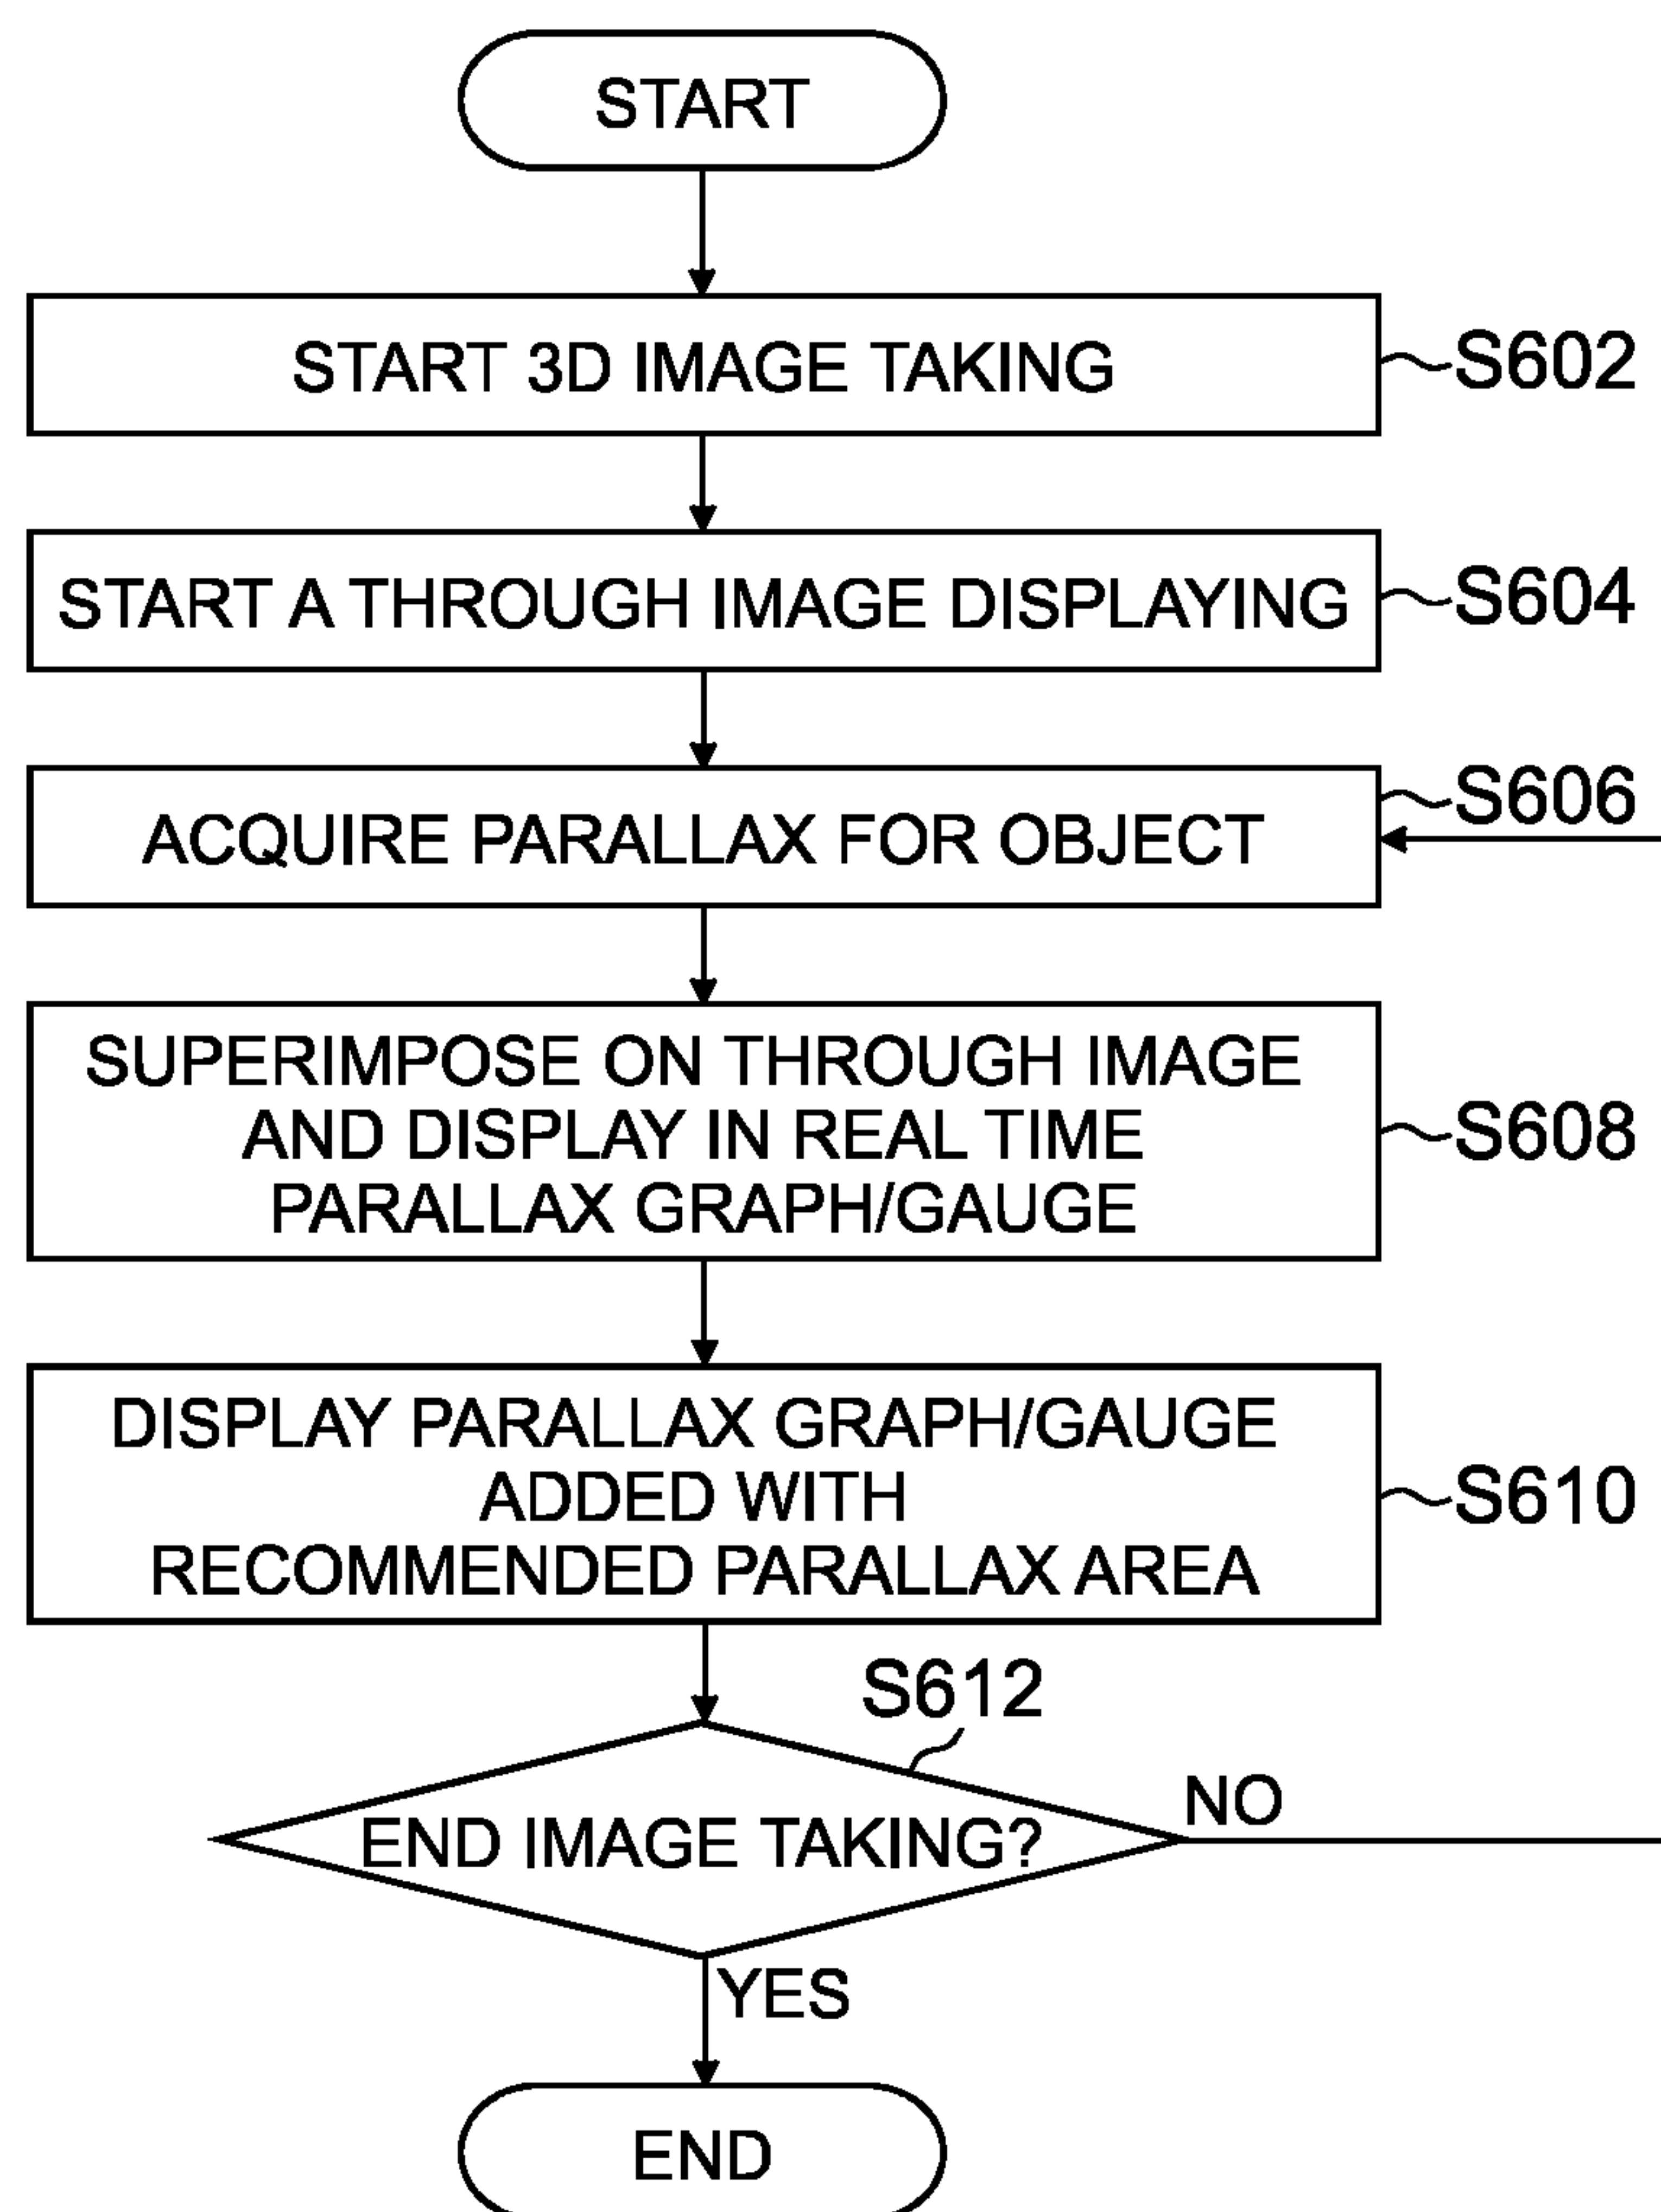 START
START 3D IMAGE TAKING
S602
START A THROUGH IMAGE DISPLAYING
S604
S606
ACQUIRE PARALLAX FOR OBJECT
SUPERIMPOSE ON THROUGH IMAGE
AND DISPLAY IN REAL TIME
PARALLAX GRAPH/GAUGE
S608
DISPLAY PARALLAX GRAPH/GAUGE
ADDED WITH
RECOMMENDED PARALLAX AREA
S610
S612
END IMAGE TAKING?
NO
YES
END